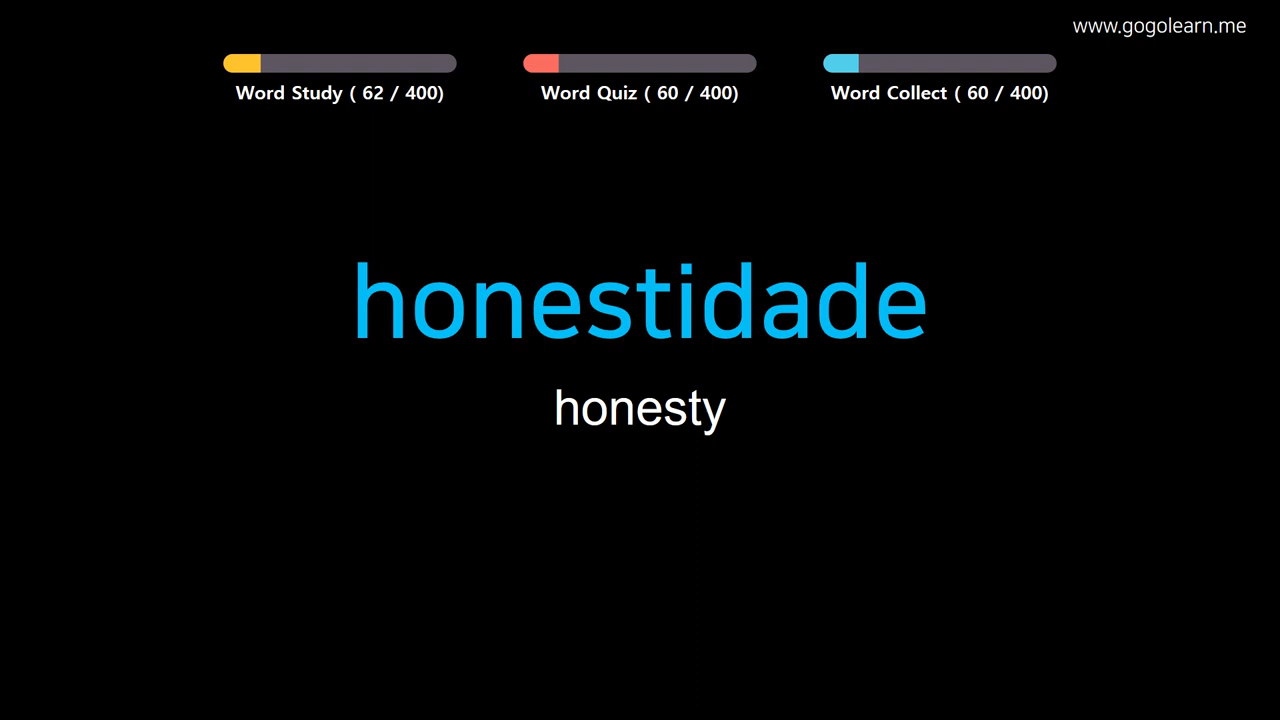 www.gogolearn.me
Word Study ( 62 / 400)
Word Quiz ( 60 / 400)
Word Collect ( 60 / 400)
honestidade
honesty